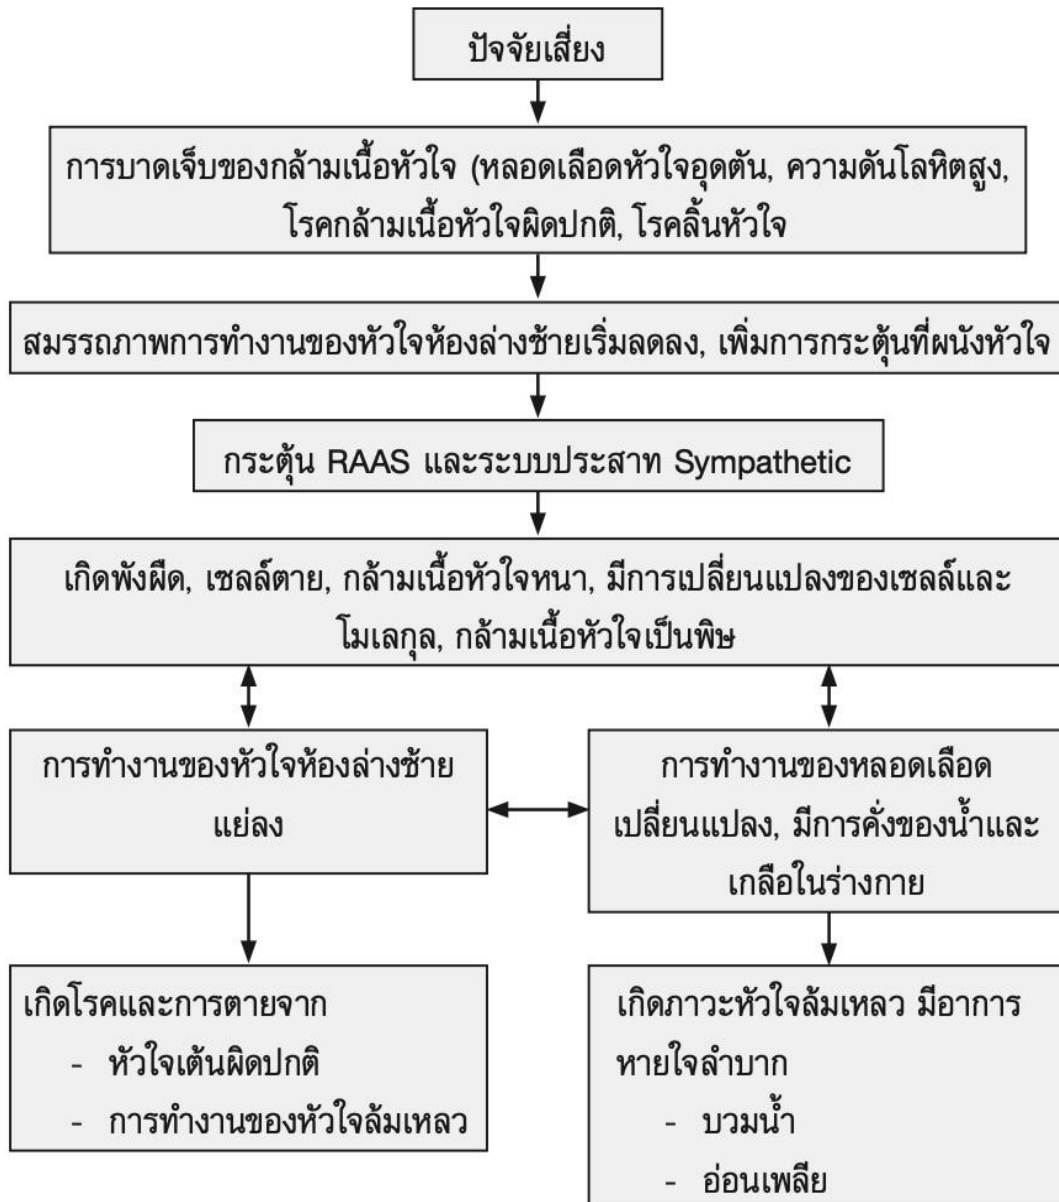 ปัจจัยเสี่ยง
การบาดเจ็บของกล้ามเนื้อหัวใจ (หลอดเลือดหัวใจอุดตัน, ความดันโลหิตสูง,
โรคกล้ามเนื้อหัวใจผิดปกติ, โรคลิ้นหัวใจ
สมรรถภาพการทำงานของหัวใจห้องล่างซ้ายเริ่มลดลง, เพิ่มการกระตุ้นที่ผนังหัวใจ
กระตุ้น RAAS และระบบประสาท Sympathetic
เกิดพังผืด, เซลล์ตาย, กล้ามเนื้อหัวใจหนา, มีการเปลี่ยนแปลงของเซลล์และ
โมเลกุล, กล้ามเนื้อหัวใจเป็นพิษ
การทำงานของหัวใจห้องล่างซ้าย
แย่ลง
การทำงานของหลอดเลือด
เปลี่ยนแปลง, มีการคั่งของน้ำและ
เกลือในร่างกาย
เกิดโรคและการตายจาก
- หัวใจเต้นผิดปกติ
- การทำงานของหัวใจล้มเหลว
เกิดภาวะหัวใจล้มเหลว มีอาการ
หายใจลำบาก
- บวมน้ำ
- อ่อนเพลีย